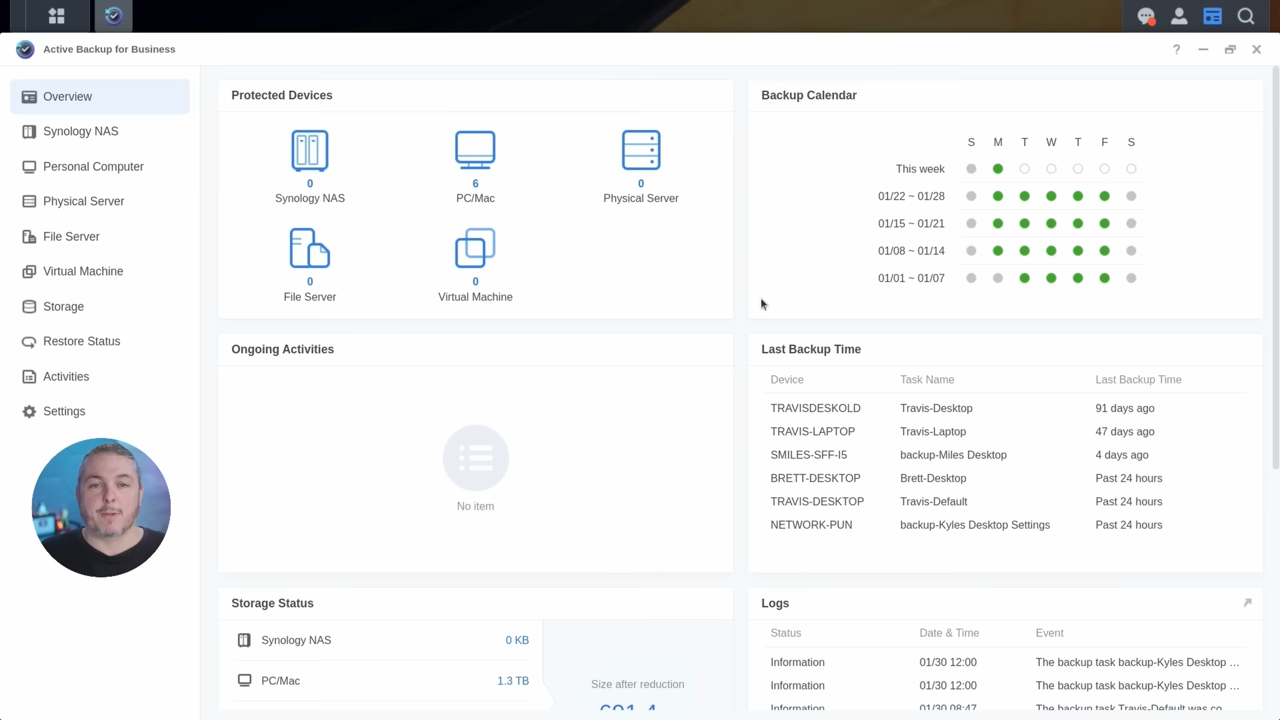 Active Backup for Business
?
Overview
Synology NAS
Personal Computer
Physical Server
File Server
Virtual Machine
Storage
Restore Status
Activities
Settings
Protected Devices
0
Synology NAS
6
PC/Mac
0
Physical Server
0
File Server
0
Virtual Machine
Backup Calendar
S M T W T F S
This week
01/22 ~ 01/28
01/15 ~ 01/21
01/08 ~ 01/14
01/01 ~ 01/07
Ongoing Activities
No item
Last Backup Time
Device Task Name Last Backup Time
TRAVISDESKOLD Travis-Desktop 91 days ago
TRAVIS-LAPTOP Travis-Laptop 47 days ago
SMILES-SFF-I5 backup-Miles Desktop 4 days ago
BRETT-DESKTOP Brett-Desktop Past 24 hours
TRAVIS-DESKTOP Travis-Default Past 24 hours
NETWORK-PUN backup-Kyles Desktop Settings Past 24 hours
Storage Status
Synology NAS 0 KB
PC/Mac 1.3 TB
Size after reduction
Logs
Status Date & Time Event
Information 01/30 12:00 The backup task backup-Kyles Desktop ...
Information 01/30 12:00 The backup task backup-Kyles Desktop ...
Information 01/30 08:47 The backup task Travis-Default was co...